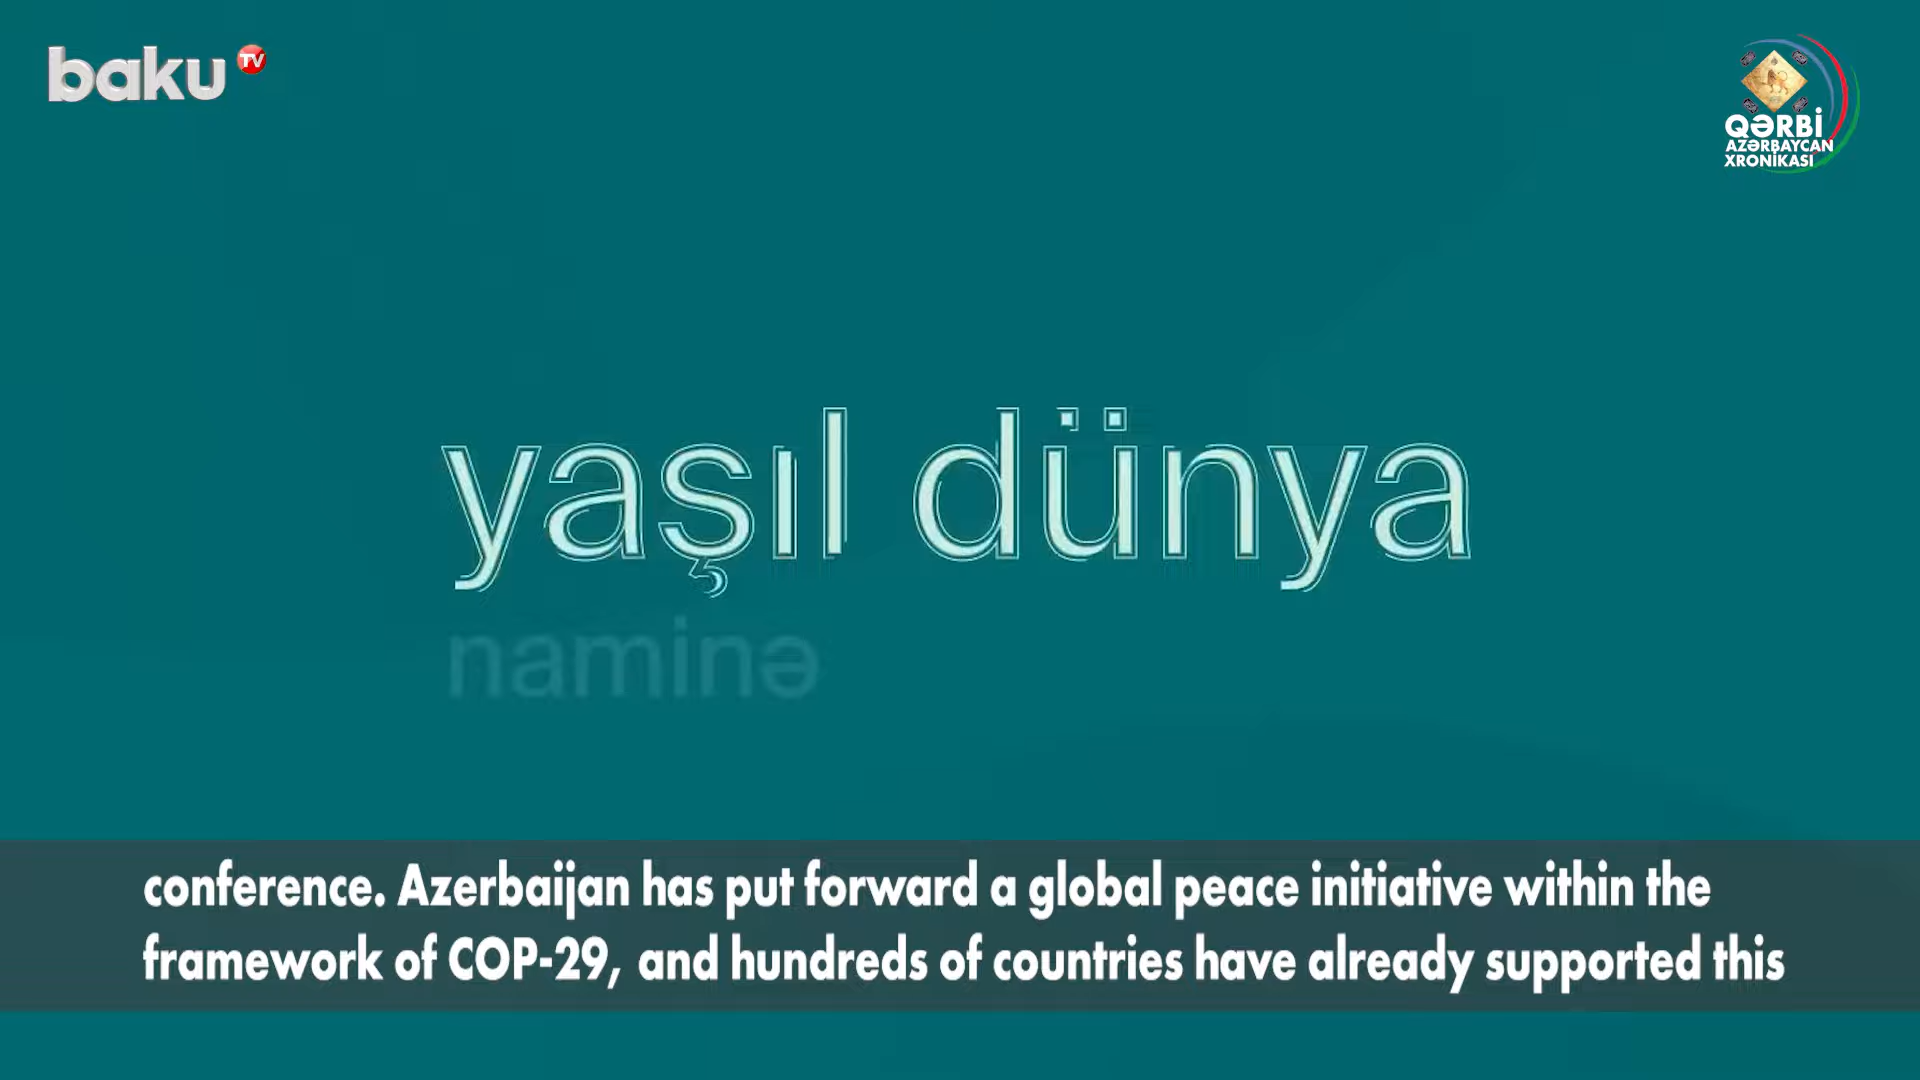 baku TV
QƏRBİ
AZƏRBAYCAN
XRONİKASI
yaşıl dünya
naminə
conference. Azerbaijan has put forward a global peace initiative within the
framework of COP-29, and hundreds of countries have already supported this